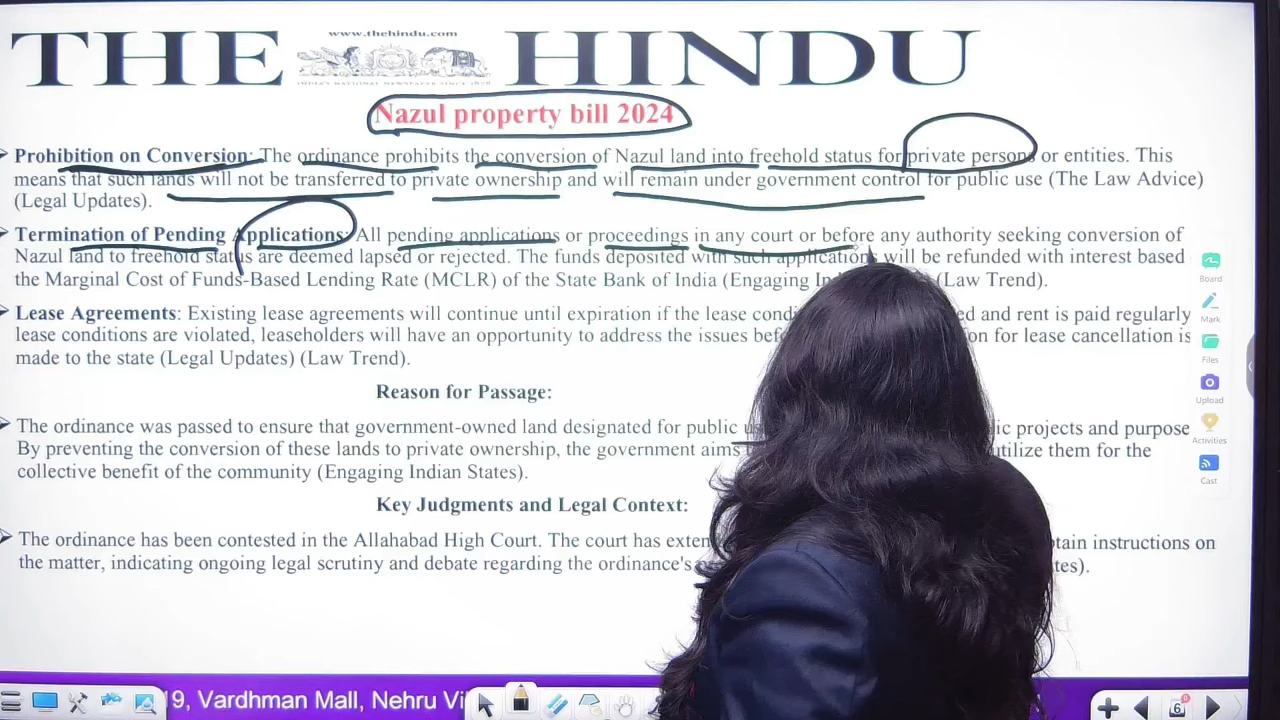 www.thehindu.com
THE HINDU
INDIA'S NATIONAL NEWSPAPER SINCE 1878
Nazul property bill 2024
Prohibition on Conversion: The ordinance prohibits the conversion of Nazul land into freehold status for private persons or entities. This
means that such lands will not be transferred to private ownership and will remain under government control for public use (The Law Advice)
(Legal Updates).
Termination of Pending Applications: All pending applications or proceedings in any court or before any authority seeking conversion of
Nazul land to freehold status are deemed lapsed or rejected. The funds deposited with such applications will be refunded with interest based
the Marginal Cost of Funds-Based Lending Rate (MCLR) of the State Bank of India (Engaging (Law Trend).
Lease Agreements: Existing lease agreements will continue until expiration if the lease and rent is paid regularly
lease conditions are violated, leaseholders will have an opportunity to address the issues for lease cancellation is
made to the state (Legal Updates) (Law Trend).
Reason for Passage:
The ordinance was passed to ensure that government-owned land designated for public projects and purpose
By preventing the conversion of these lands to private ownership, the government aims utilize them for the
collective benefit of the community (Engaging Indian States).
Key Judgments and Legal Context:
The ordinance has been contested in the Allahabad High Court. The court has instructions on
the matter, indicating ongoing legal scrutiny and debate regarding the ordinance's
Board
Mark
Files
Upload
Activities
Cast
9, Vardhman Mall, Nehru
6